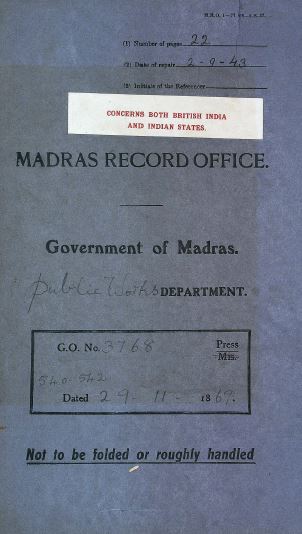 (1) Number of pages 22
(2) Date of repair 2-9-43
(3) Initials of the Referencer
CONCERNS BOTH BRITISH INDIA
AND INDIAN STATES.
MADRAS RECORD OFFICE.
Government of Madras.
Public Works DEPARTMENT.
G.O. No. 3768 Press
Mis.
540-542
Dated 29-11-1869.
Not to be folded or roughly handled